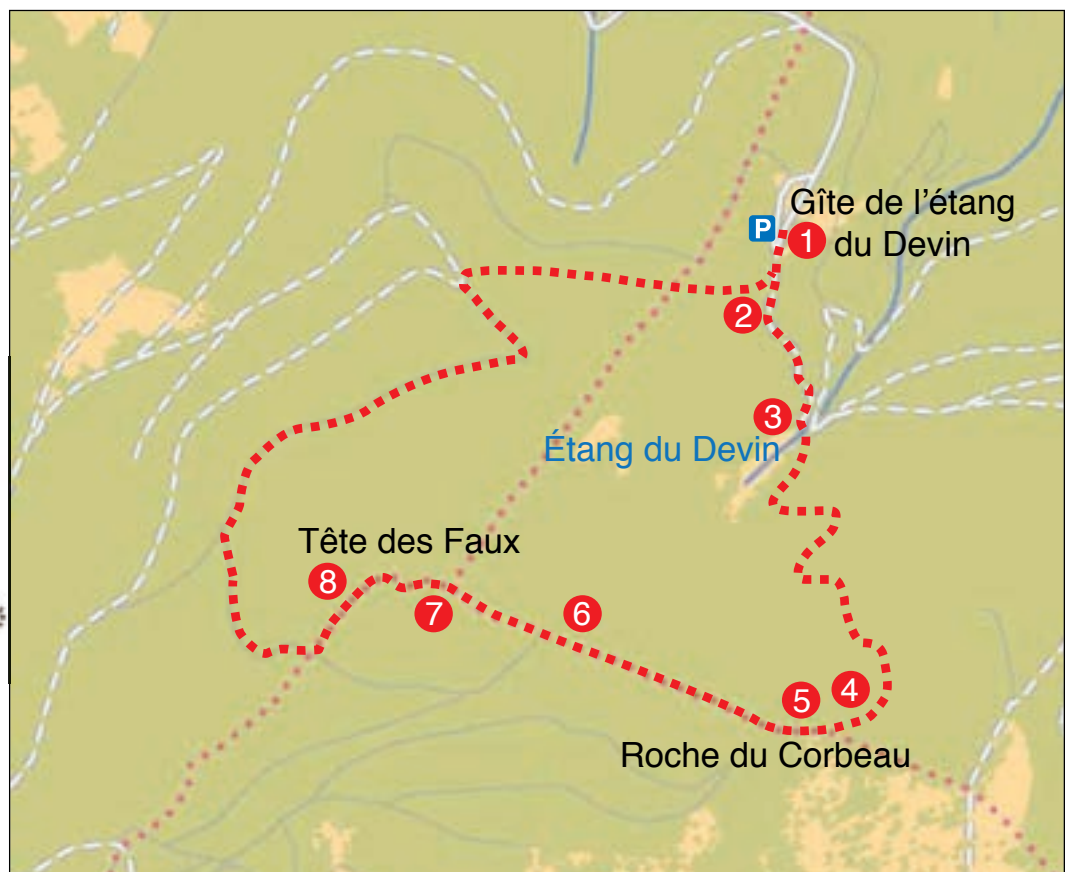 Gîte de l'étang
P
1
du Devin
2
3
Étang du Devin
Tête des Faux
8
7
6
5
4
Roche du Corbeau